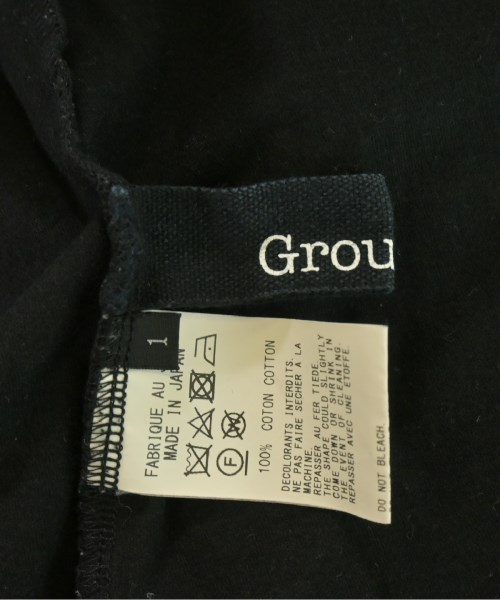 Grou
1
FABRIQUE AU
MADE IN JAPAN
F W
100% COTON COTTON
DECOLORANTS INTERDITS.
NE PAS FAIRE SECHER A LA
MACHINE.
REPASSER AU FER TIEDE.
THE SHAPE COULD SLIGHTLY
COME DOWN OR SHRINK IN
THE EVENT OF CLEANING
REPASSER AVEC UNE ETOFFE.
DO NOT BLEACH